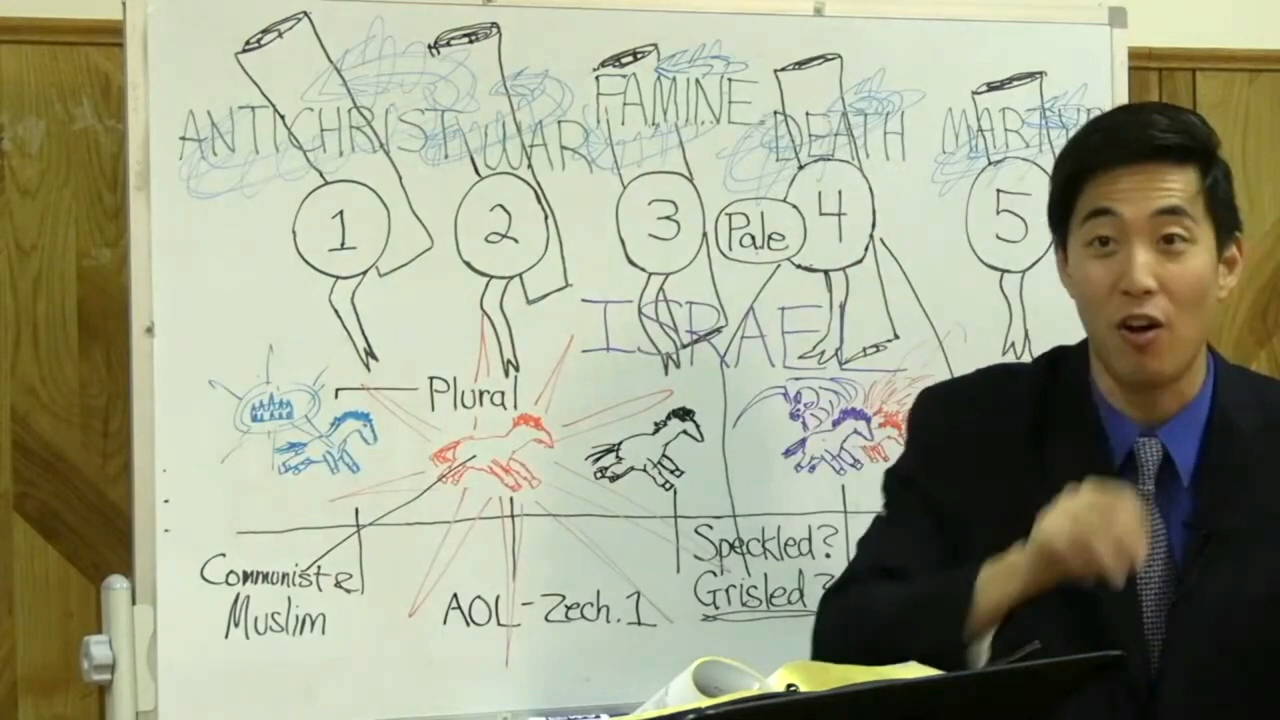 ANTICHRIST WAR FAMINE DEATH
1 2 3 Pale 4 5
ISRAEL
Plural
Communist &
Muslim
AOL - Zech. 1
Speckled?
Grisled?